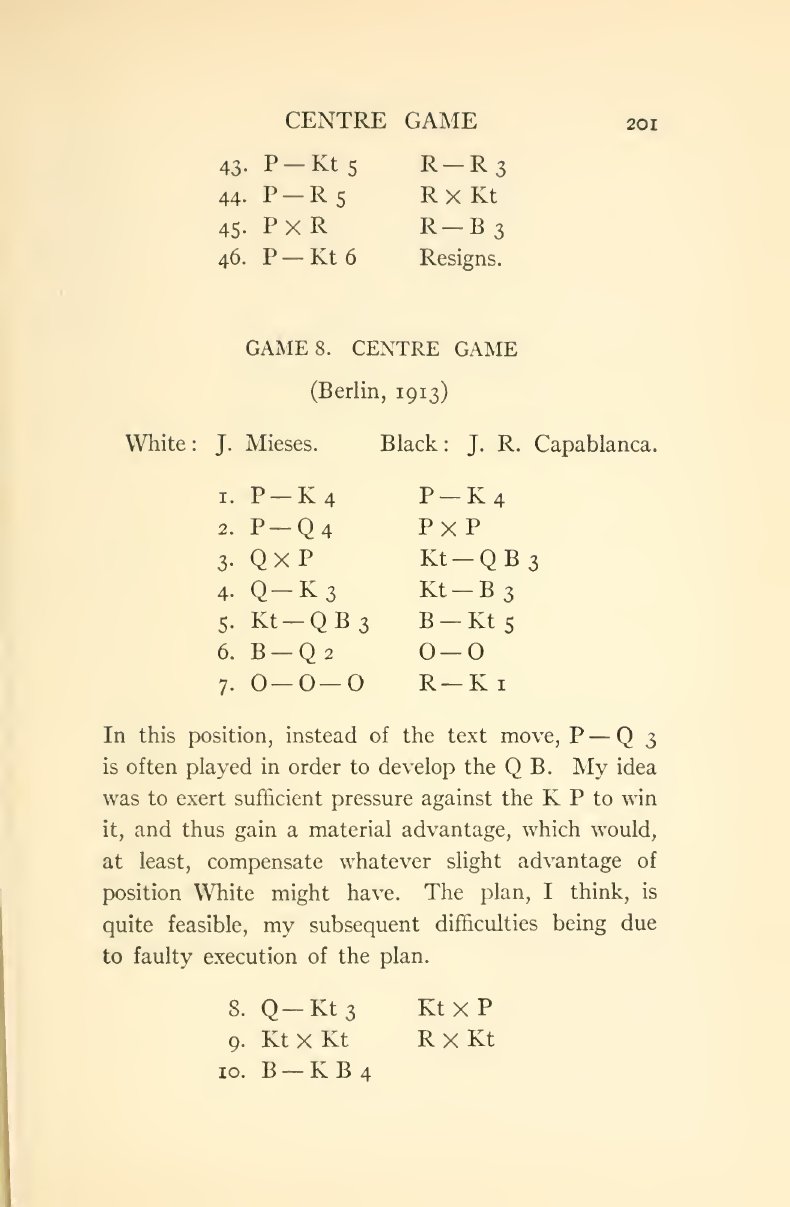 CENTRE GAME 201
43. P—Kt 5 R—R 3
44. P—R 5 R × Kt
45. P × R R—B 3
46. P—Kt 6 Resigns.
GAME 8. CENTRE GAME
(Berlin, 1913)
White: J. Mieses. Black: J. R. Capablanca.
1. P—K 4 P—K 4
2. P—Q 4 P × P
3. Q × P Kt—Q B 3
4. Q—K 3 Kt—B 3
5. Kt—Q B 3 B—Kt 5
6. B—Q 2 O—O
7. O—O—O R—K 1
In this position, instead of the text move, P—Q 3
is often played in order to develop the Q B. My idea
was to exert sufficient pressure against the K P to win
it, and thus gain a material advantage, which would,
at least, compensate whatever slight advantage of
position White might have. The plan, I think, is
quite feasible, my subsequent difficulties being due
to faulty execution of the plan.
8. Q—Kt 3 Kt × P
9. Kt × Kt R × Kt
10. B—K B 4